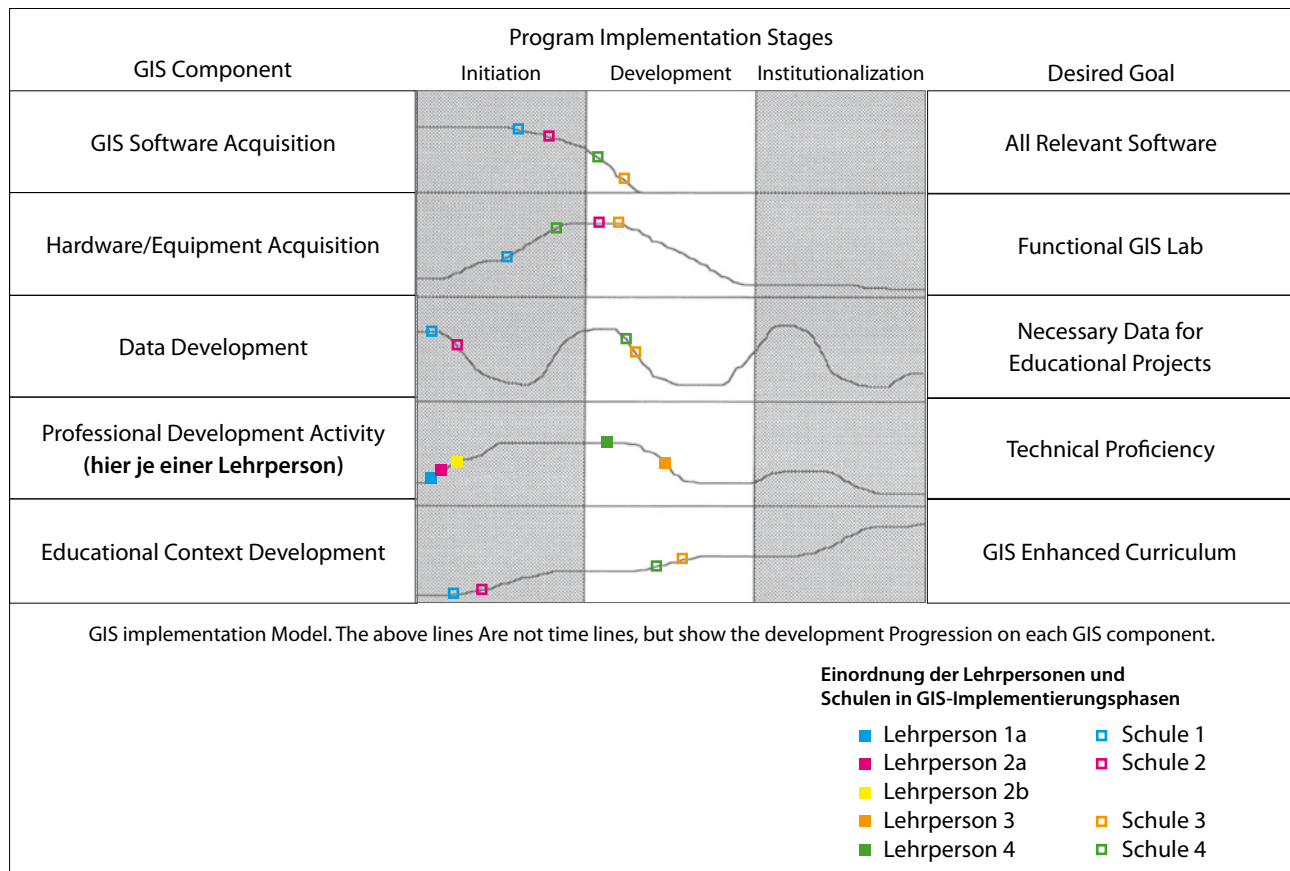 Program Implementation Stages
GIS Component
Initiation
Development
Institutionalization
Desired Goal
GIS Software Acquisition
All Relevant Software
Hardware/Equipment Acquisition
Functional GIS Lab
Data Development
Necessary Data for
Educational Projects
Professional Development Activity
(hier je einer Lehrperson)
Technical Proficiency
Educational Context Development
GIS Enhanced Curriculum
GIS implementation Model. The above lines Are not time lines, but show the development Progression on each GIS component.
Einordnung der Lehrpersonen und
Schulen in GIS-Implementierungsphasen
Lehrperson 1a
Schule 1
Lehrperson 2a
Schule 2
Lehrperson 2b
Lehrperson 3
Schule 3
Lehrperson 4
Schule 4